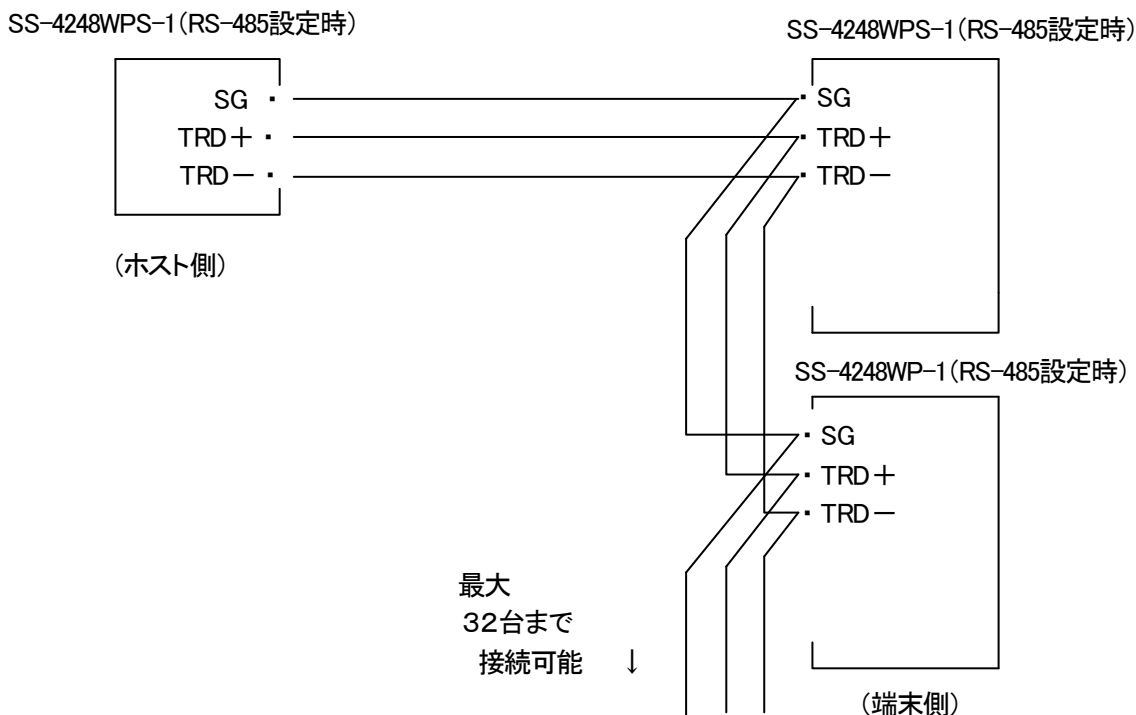 SS-4248WPS-1(RS-485設定時)
SG
TRD+
TRD−
(ホスト側)
SS-4248WPS-1(RS-485設定時)
SG
TRD+
TRD−
SS-4248WP-1(RS-485設定時)
SG
TRD+
TRD−
(端末側)
最大
32台まで
接続可能 ↓